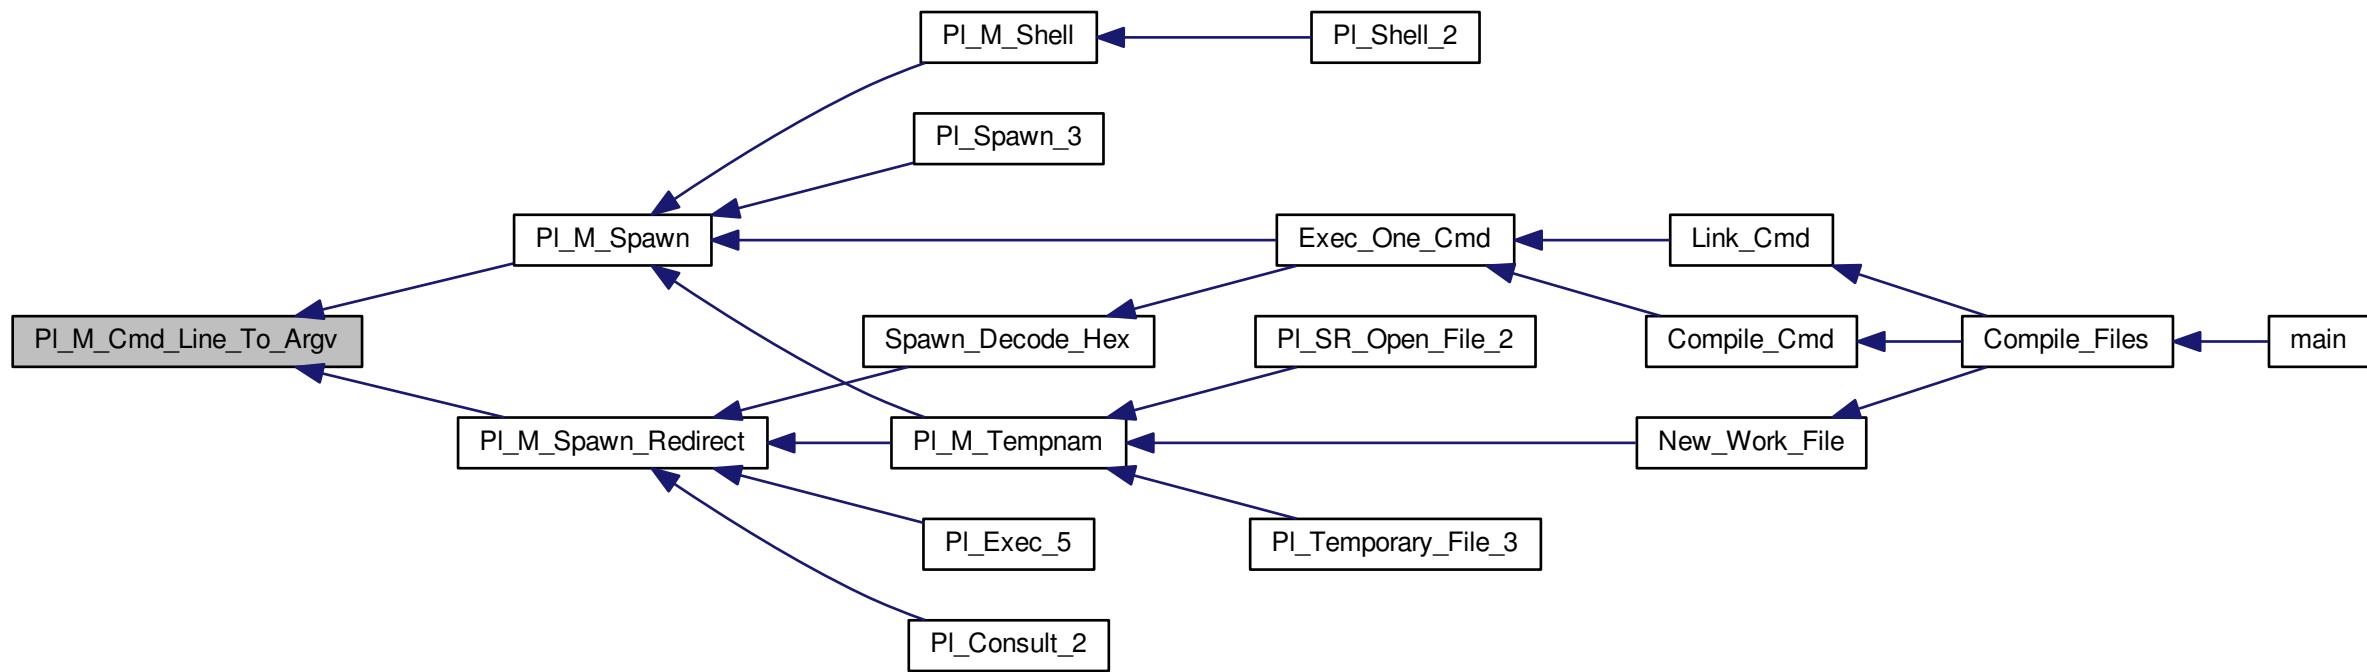 Pl_M_Shell
Pl_Shell_2
Pl_Spawn_3
Pl_M_Spawn
Exec_One_Cmd
Link_Cmd
Pl_M_Cmd_Line_To_Argv
Spawn_Decode_Hex
Pl_SR_Open_File_2
Compile_Cmd
Compile_Files
main
Pl_M_Spawn_Redirect
Pl_M_Tempnam
New_Work_File
Pl_Exec_5
Pl_Temporary_File_3
Pl_Consult_2